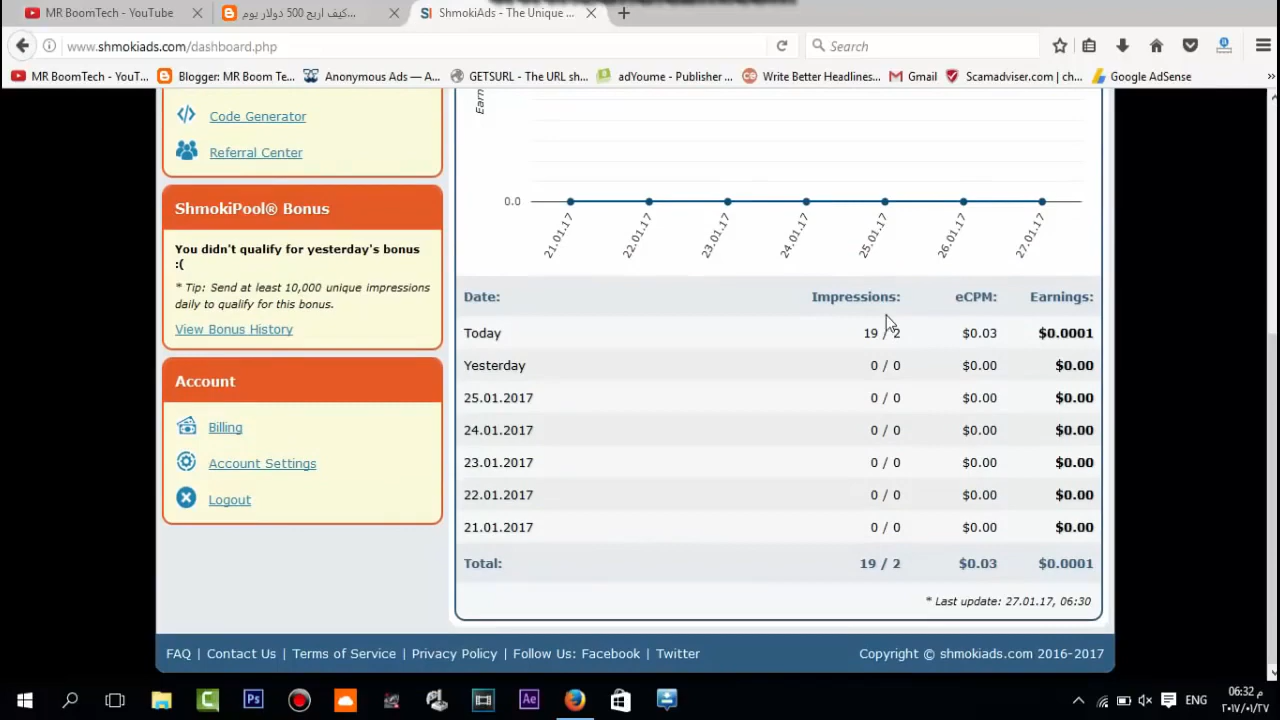 MR BoomTech - YouTube
كيف اربح 500 دولار يوم...
SI ShmokiAds - The Unique ...
www.shmokiads.com/dashboard.php
Search
MR BoomTech - YouT...
Blogger: MR Boom Te...
Anonymous Ads — A...
GETSURL - The URL sh...
adYoume - Publisher ...
Write Better Headlines...
Gmail
Scamadviser.com | ch...
Google AdSense
Code Generator
Referral Center
ShmokiPool® Bonus
You didn't qualify for yesterday's bonus
:(
* Tip: Send at least 10,000 unique impressions
daily to qualify for this bonus.
View Bonus History
Account
Billing
Account Settings
Logout
Earn
0.0
21.01.17 22.01.17 23.01.17 24.01.17 25.01.17 26.01.17 27.01.17
Date: Impressions: eCPM: Earnings:
Today 19 / 2 $0.03 $0.0001
Yesterday 0 / 0 $0.00 $0.00
25.01.2017 0 / 0 $0.00 $0.00
24.01.2017 0 / 0 $0.00 $0.00
23.01.2017 0 / 0 $0.00 $0.00
22.01.2017 0 / 0 $0.00 $0.00
21.01.2017 0 / 0 $0.00 $0.00
Total: 19 / 2 $0.03 $0.0001
* Last update: 27.01.17, 06:30
FAQ | Contact Us | Terms of Service | Privacy Policy | Follow Us: Facebook | Twitter
Copyright © shmokiads.com 2016-2017
Ps
Ae
ENG
06:32 م
٢٠١٧/٠١/٢٧